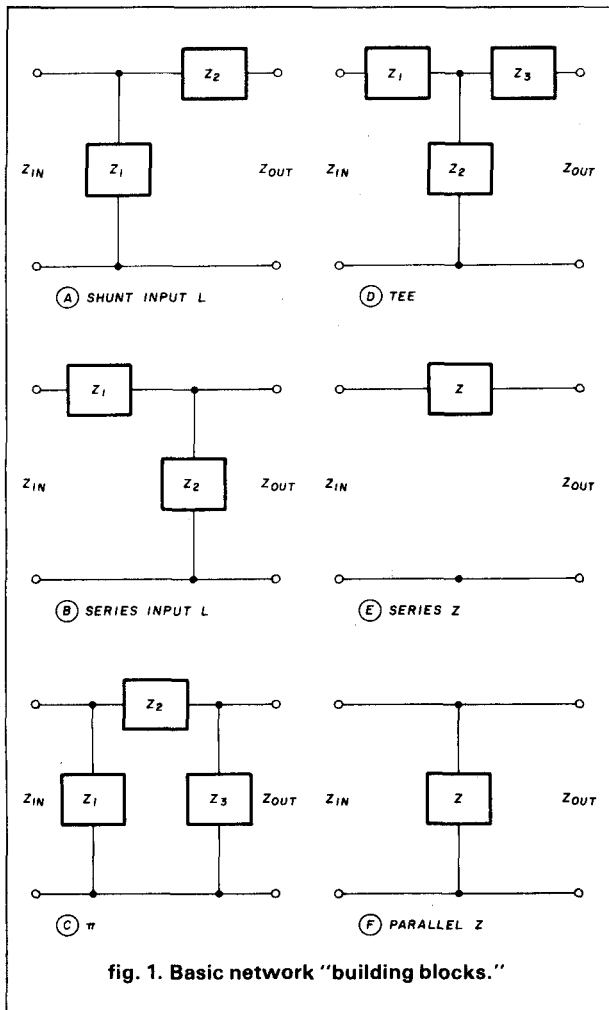 Z2
Z1
ZIN
ZOUT
A SHUNT INPUT L
Z1
Z3
Z2
ZIN
ZOUT
D TEE
Z1
Z2
ZIN
ZOUT
B SERIES INPUT L
Z
ZIN
ZOUT
E SERIES Z
Z2
Z1
Z3
ZIN
ZOUT
C π
Z
ZIN
ZOUT
F PARALLEL Z
fig. 1. Basic network "building blocks."